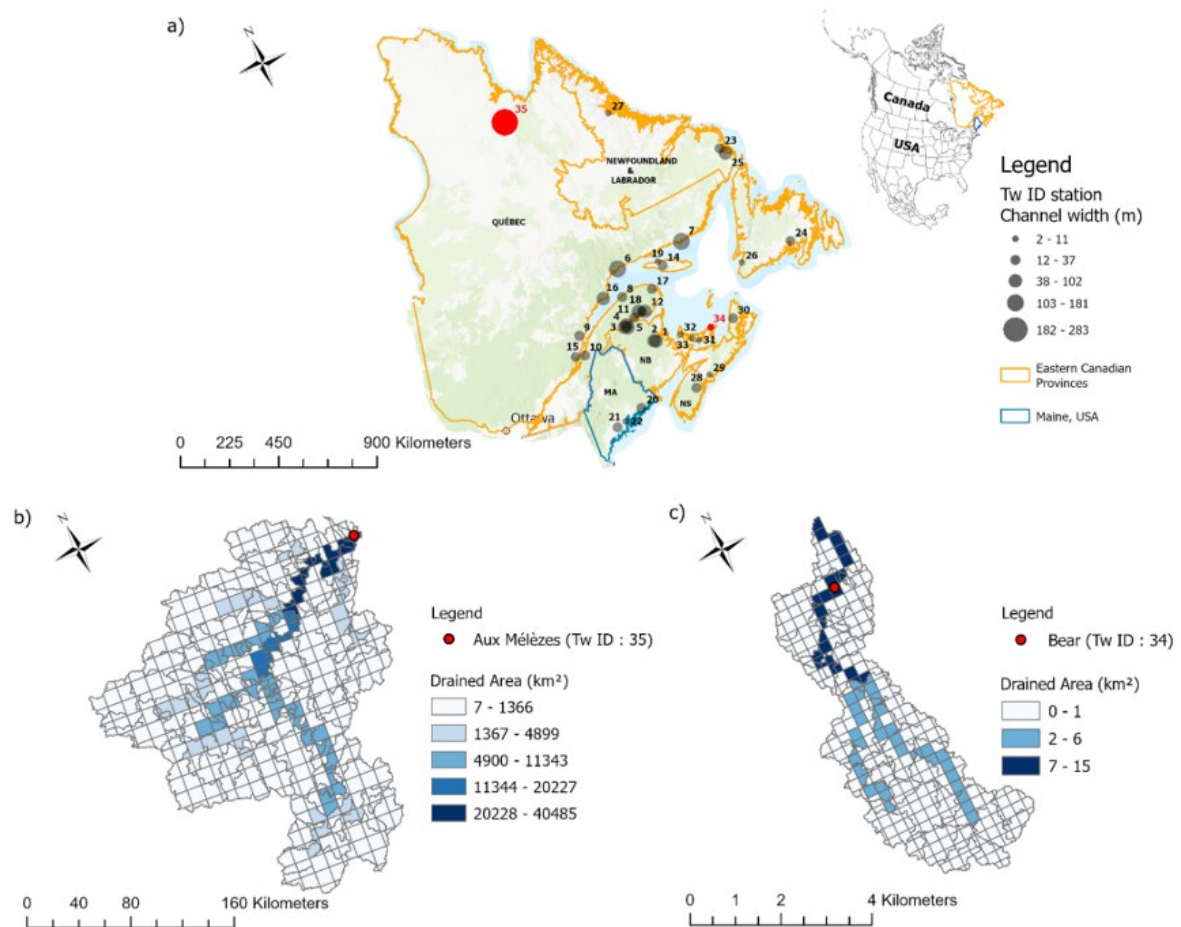 a)
N
35
27
NEWFOUNDLAND
&
LABRADOR
23
25
QUÉBEC
24
26
7
6
19
14
16
8
17
11
18
12
4
3
5
2
1
9
15
10
34
30
32
33
31
NB
MA
29
28
NS
20
21
22
Ottawa
0 225 450 900 Kilometers
Canada
USA
Legend
Tw ID station
Channel width (m)
2 - 11
12 - 37
38 - 102
103 - 181
182 - 283
Eastern Canadian
Provinces
Maine, USA
b)
N
Legend
Aux Mélèzes (Tw ID : 35)
Drained Area (km²)
7 - 1366
1367 - 4899
4900 - 11343
11344 - 20227
20228 - 40485
0 40 80 160 Kilometers
c)
N
Legend
Bear (Tw ID : 34)
Drained Area (km²)
0 - 1
2 - 6
7 - 15
0 1 2 4 Kilometers